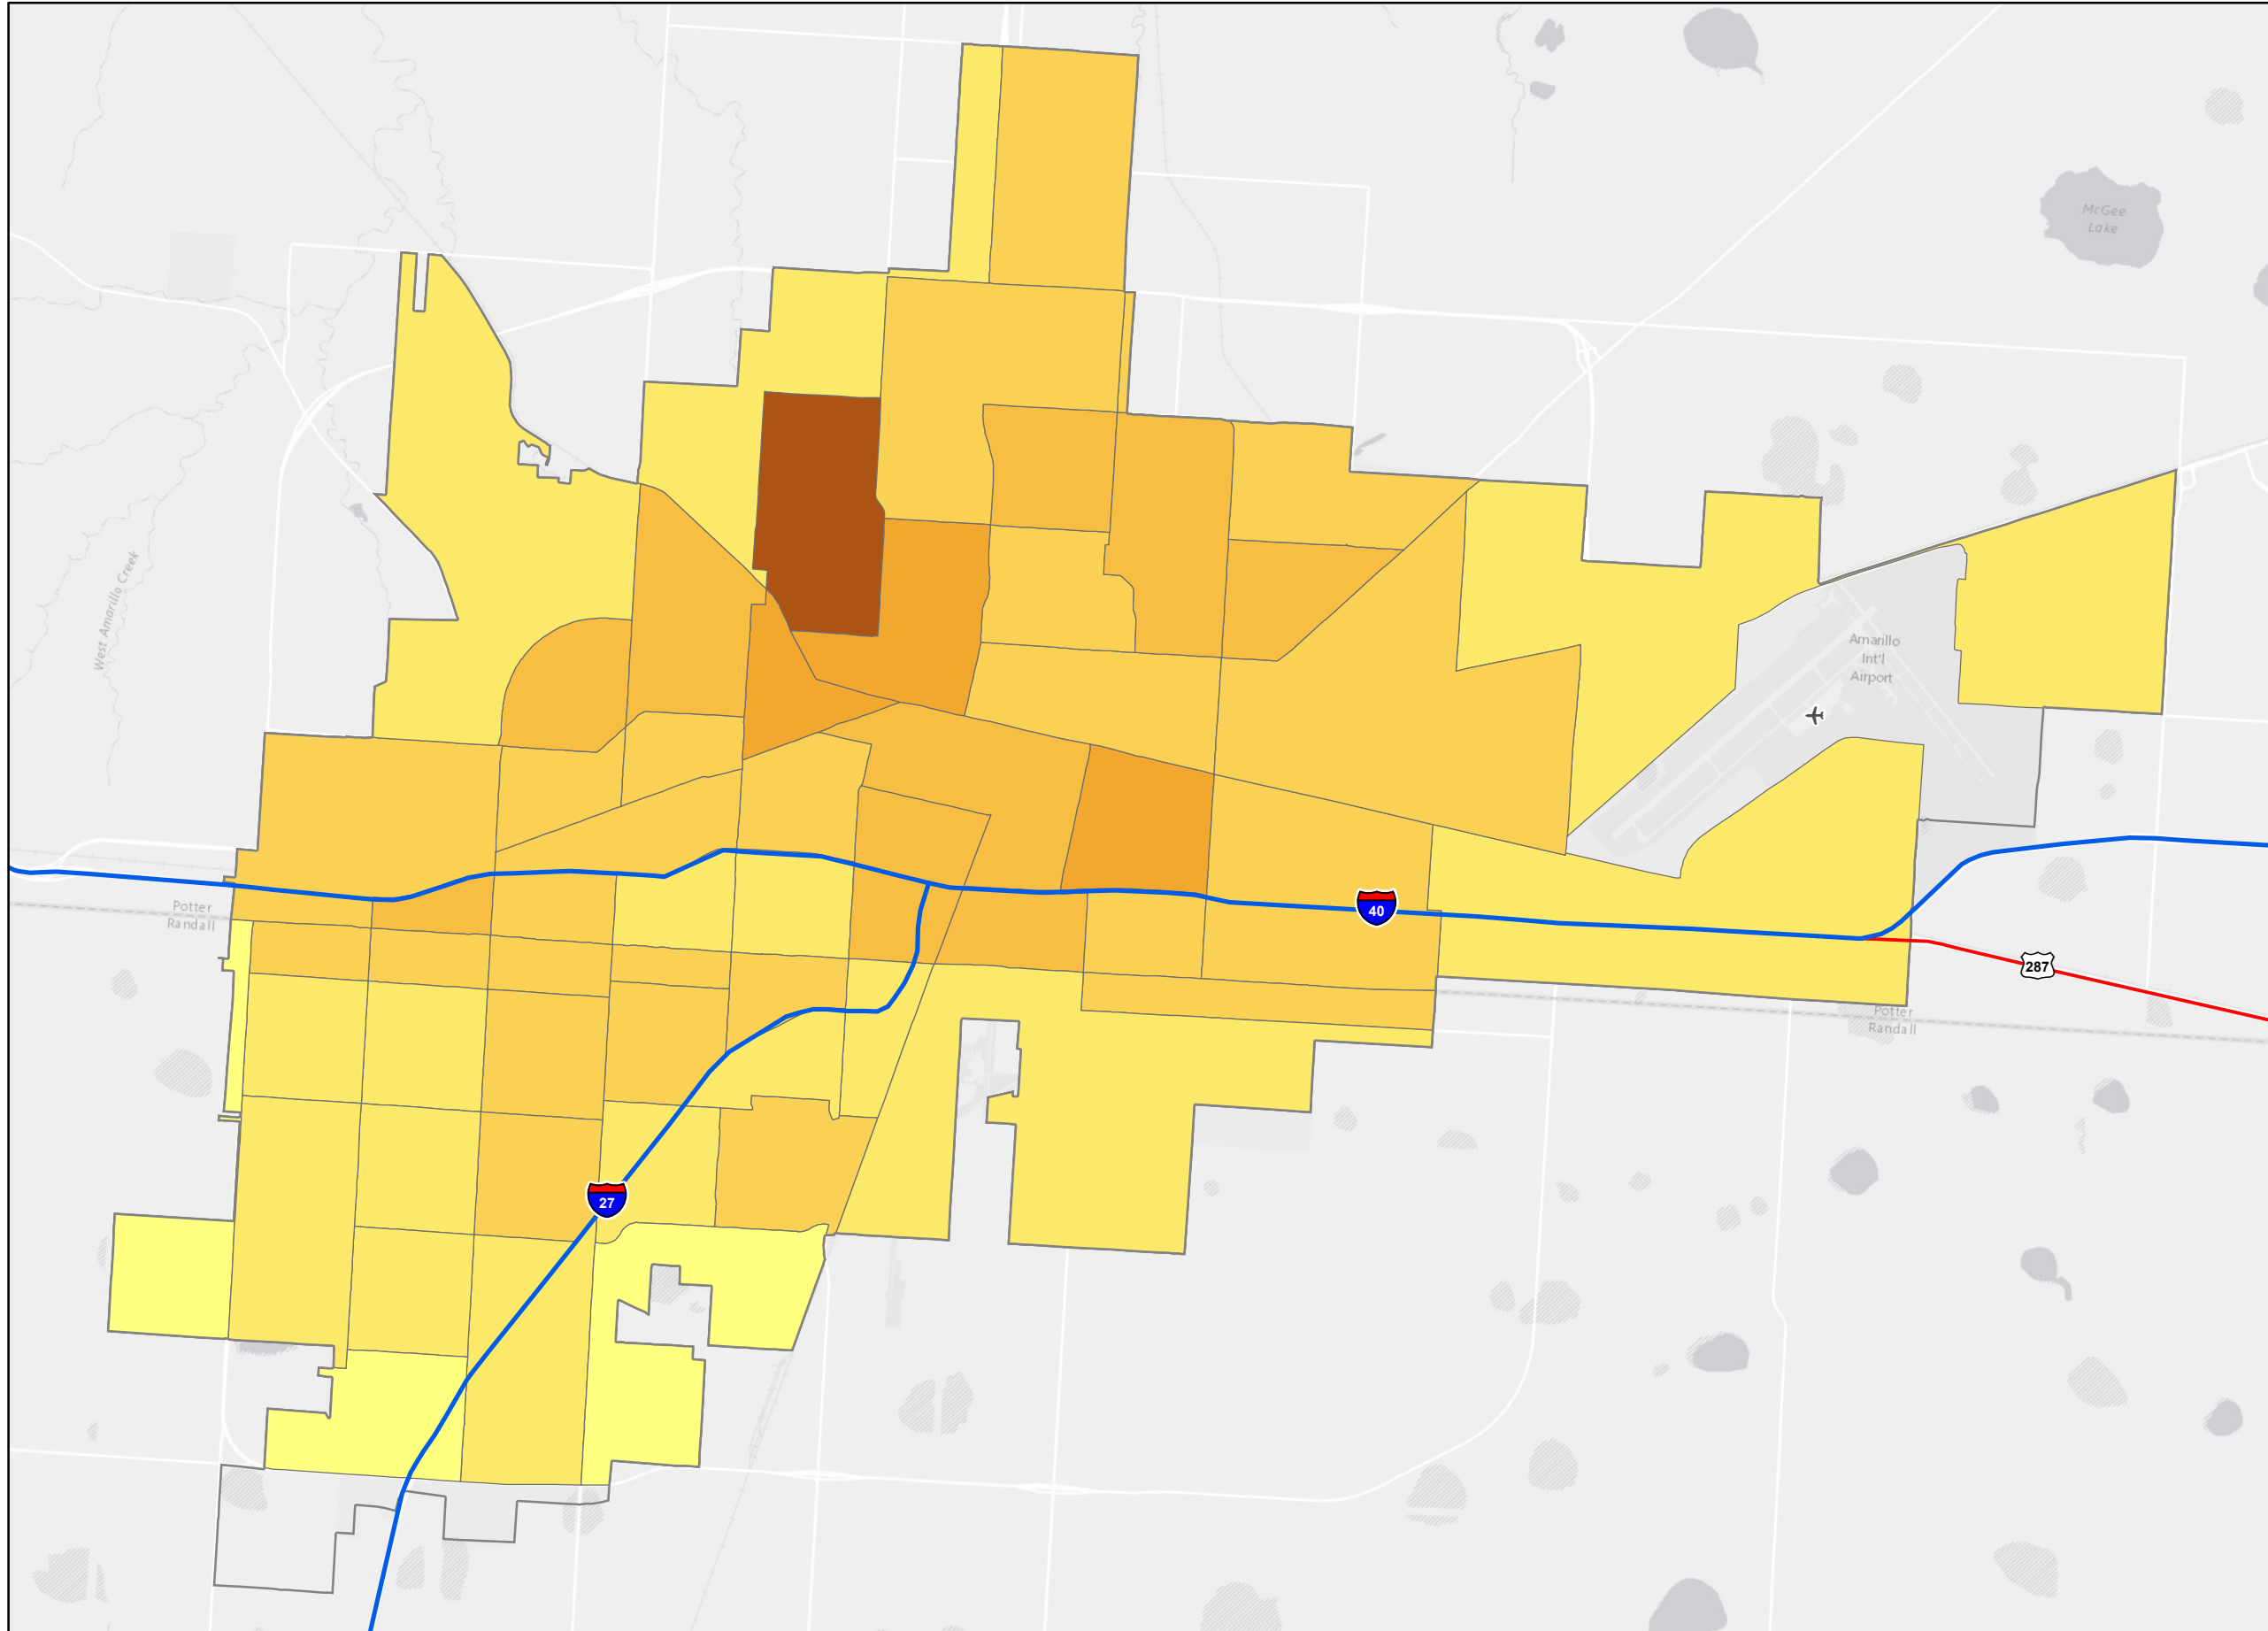 McGee
Lake
West Amarillo Creek
Amarillo
Int'l
Airport
Potter
Randall
40
287
Potter
Randall
27